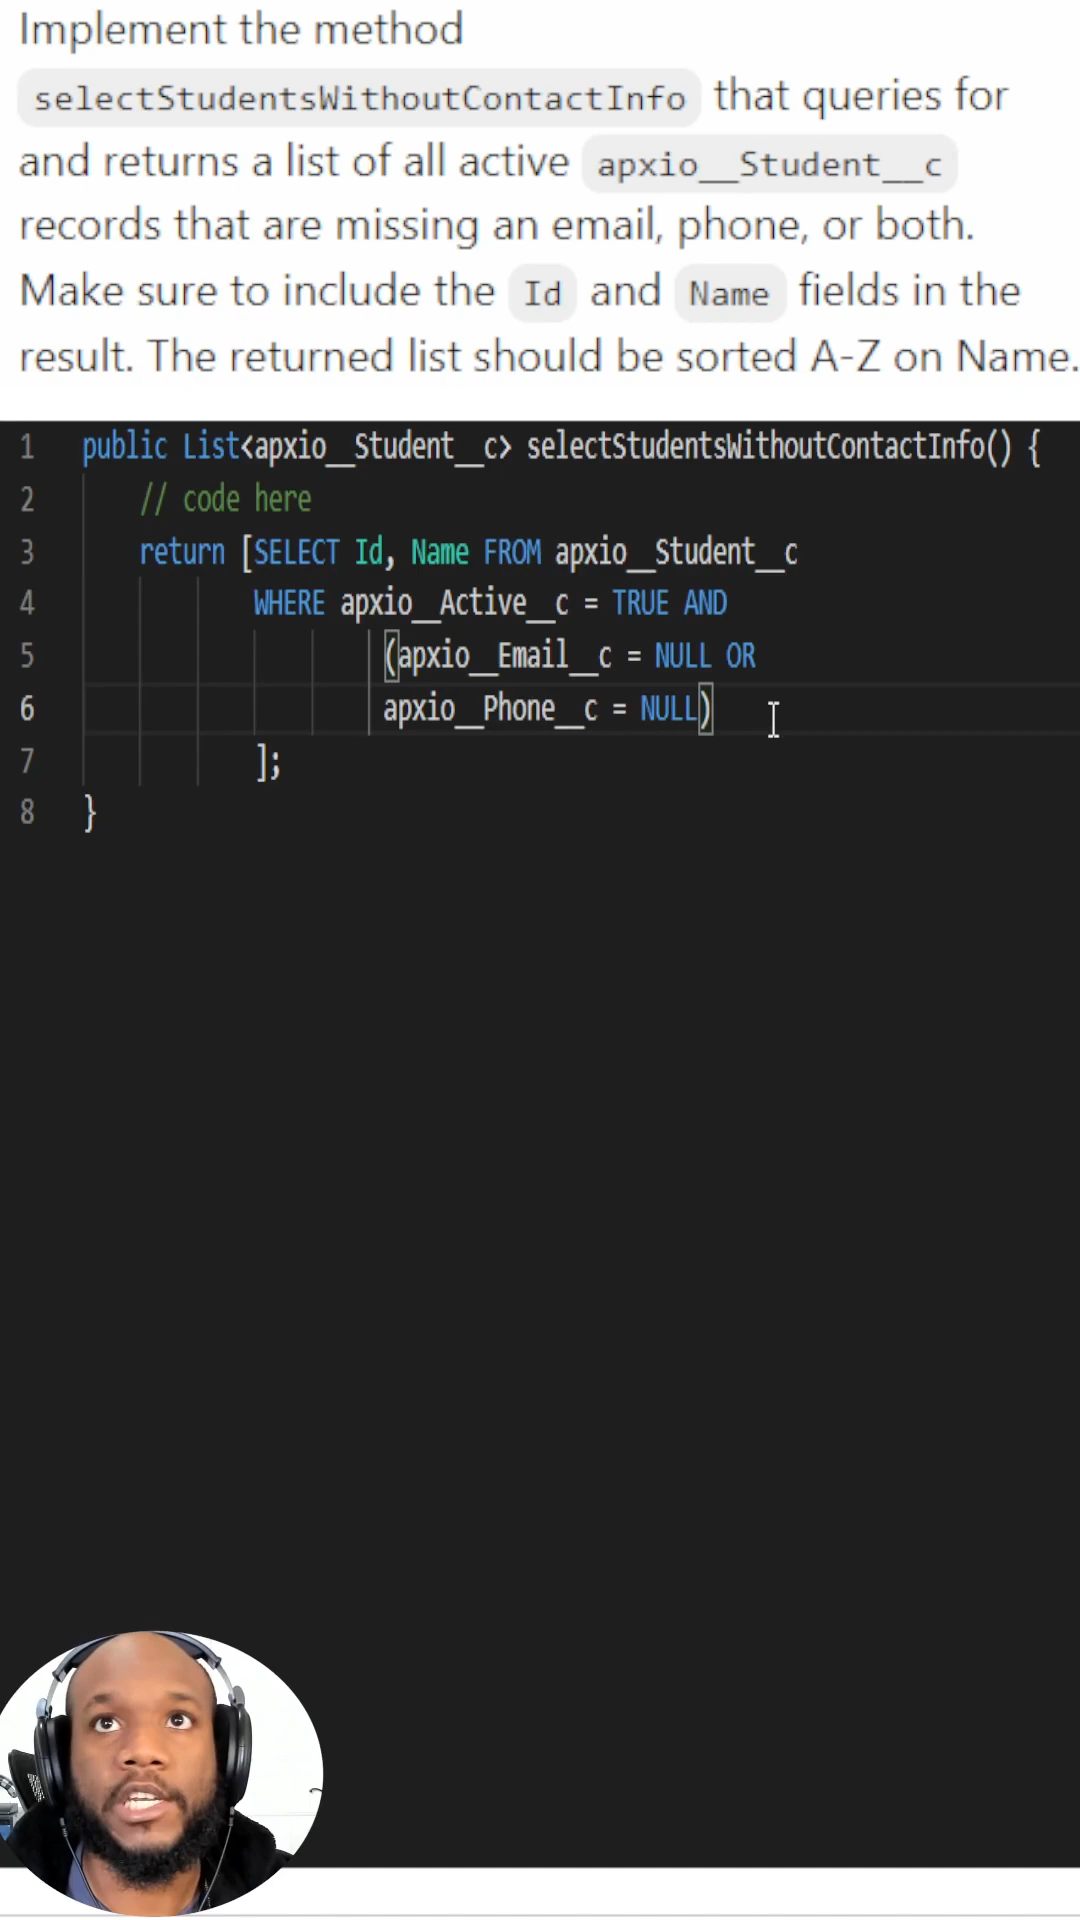 Implement the method
selectStudentsWithoutContactInfo that queries for
and returns a list of all active apxio__Student__c
records that are missing an email, phone, or both.
Make sure to include the Id and Name fields in the
result. The returned list should be sorted A-Z on Name.
1 public List<apxio__Student__c> selectStudentsWithoutContactInfo() {
2 // code here
3 return [SELECT Id, Name FROM apxio__Student__c
4 WHERE apxio__Active__c = TRUE AND
5 (apxio__Email__c = NULL OR
6 apxio__Phone__c = NULL)
7 ];
8 }